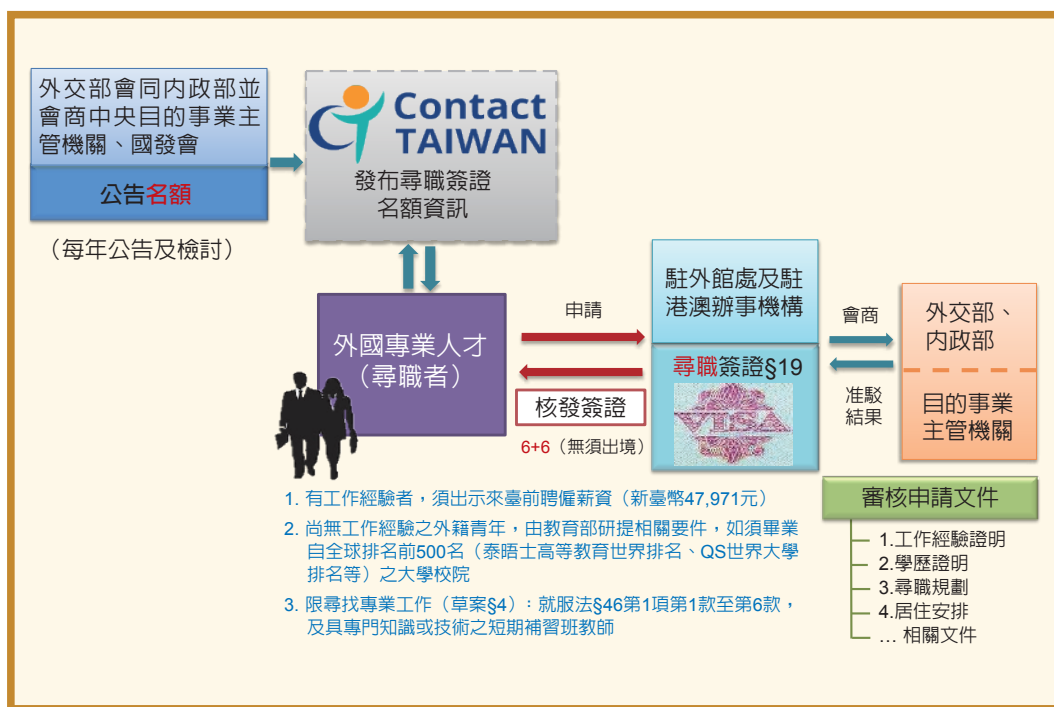 外交部會同內政部並
會商中央目的事業主
管機關、國發會
公告名額
（每年公告及檢討）
Contact
TAIWAN
發布尋職簽證
名額資訊
外國專業人才
（尋職者）
申請
核發簽證
6+6（無須出境）
駐外館處及駐
港澳辦事機構
尋職簽證§19
VISA
會商
准駁
結果
外交部、
內政部
目的事業
主管機關
審核申請文件
1.工作經驗證明
2.學歷證明
3.尋職規劃
4.居住安排
… 相關文件
1. 有工作經驗者，須出示來臺前聘僱薪資（新臺幣47,971元）
2. 尚無工作經驗之外籍青年，由教育部研提相關要件，如須畢業
自全球排名前500名（泰晤士高等教育世界排名、QS世界大學
排名等）之大學校院
3. 限尋找專業工作（草案§4）：就服法§46第1項第1款至第6款，
及具專門知識或技術之短期補習班教師